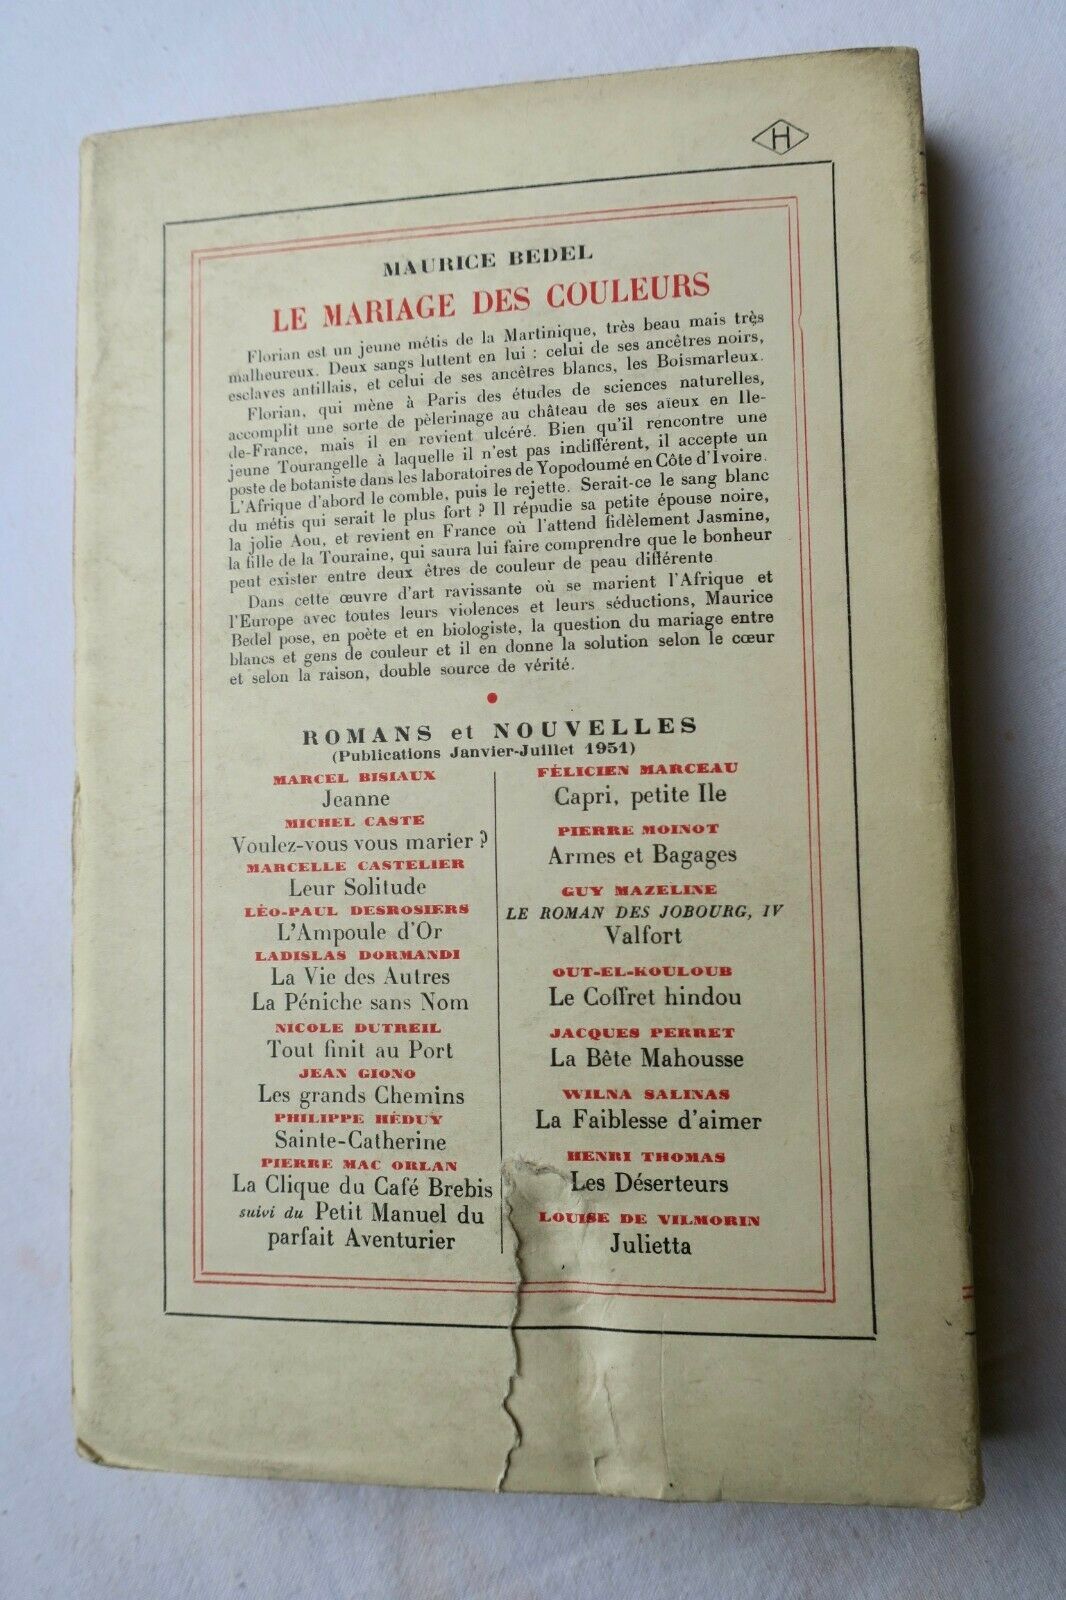 H
MAURICE BEDEL
LE MARIAGE DES COULEURS
Florian est un jeune métis de la Martinique, très beau mais très
malheureux. Deux sangs luttent en lui : celui de ses ancêtres noirs,
esclaves antillais, et celui de ses ancêtres blancs, les Boismarleux.
Florian, qui mène à Paris des études de sciences naturelles,
accomplit une sorte de pèlerinage au château de ses aïeux en Ile-
de-France, mais il en revient ulcéré. Bien qu'il rencontre une
jeune Tourangelle à laquelle il n'est pas indifférent, il accepte un
poste de botaniste dans les laboratoires de Yopodoumé en Côte d'Ivoire.
L'Afrique d'abord le comble, puis le rejette. Serait-ce le sang blanc
du métis qui serait le plus fort ? Il répudie sa petite épouse noire,
la jolie Aou, et revient en France où l'attend fidèlement Jasmine,
la fille de la Touraine, qui saura lui faire comprendre que le bonheur
peut exister entre deux êtres de couleur de peau différente.
Dans cette œuvre d'art ravissante où se marient l'Afrique et
l'Europe avec toutes leurs violences et leurs séductions, Maurice
Bedel pose, en poète et en biologiste, la question du mariage entre
blancs et gens de couleur et il en donne la solution selon le cœur
et selon la raison, double source de vérité.
ROMANS et NOUVELLES
(Publications Janvier-Juillet 1951)
MARCEL BISIAUX
Jeanne
MICHEL CASTE
Voulez-vous vous marier ?
MARCELLE CASTELIER
Leur Solitude
LÉO-PAUL DESROSIERS
L'Ampoule d'Or
LADISLAS DORMANDI
La Vie des Autres
La Péniche sans Nom
NICOLE DUTREIL
Tout finit au Port
JEAN GIONO
Les grands Chemins
PHILIPPE HÉDUY
Sainte-Catherine
PIERRE MAC ORLAN
La Clique du Café Brebis
suivi du Petit Manuel du
parfait Aventurier
FÉLICIEN MARCEAU
Capri, petite Ile
PIERRE MOINOT
Armes et Bagages
GUY MAZELINE
LE ROMAN DES JOBOURG, IV
Valfort
OUT-EL-KOULOUB
Le Coffret hindou
JACQUES PERRET
La Bête Mahousse
WILNA SALINAS
La Faiblesse d'aimer
HENRI THOMAS
Les Déserteurs
LOUISE DE VILMORIN
Julietta